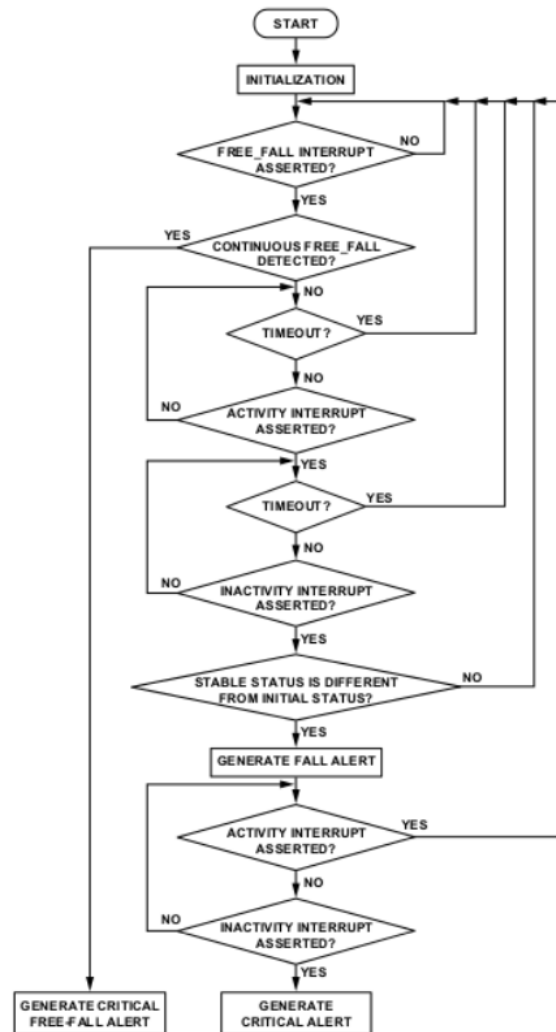 START
INITIALIZATION
FREE_FALL INTERRUPT
ASSERTED?
NO
YES
YES
CONTINUOUS FREE_FALL
DETECTED?
NO
TIMEOUT?
YES
NO
NO
ACTIVITY INTERRUPT
ASSERTED?
YES
TIMEOUT?
YES
NO
NO
INACTIVITY INTERRUPT
ASSERTED?
YES
STABLE STATUS IS DIFFERENT
FROM INITIAL STATUS?
NO
YES
GENERATE FALL ALERT
ACTIVITY INTERRUPT
ASSERTED?
YES
NO
NO
INACTIVITY INTERRUPT
ASSERTED?
YES
GENERATE CRITICAL
FREE-FALL ALERT
GENERATE
CRITICAL ALERT